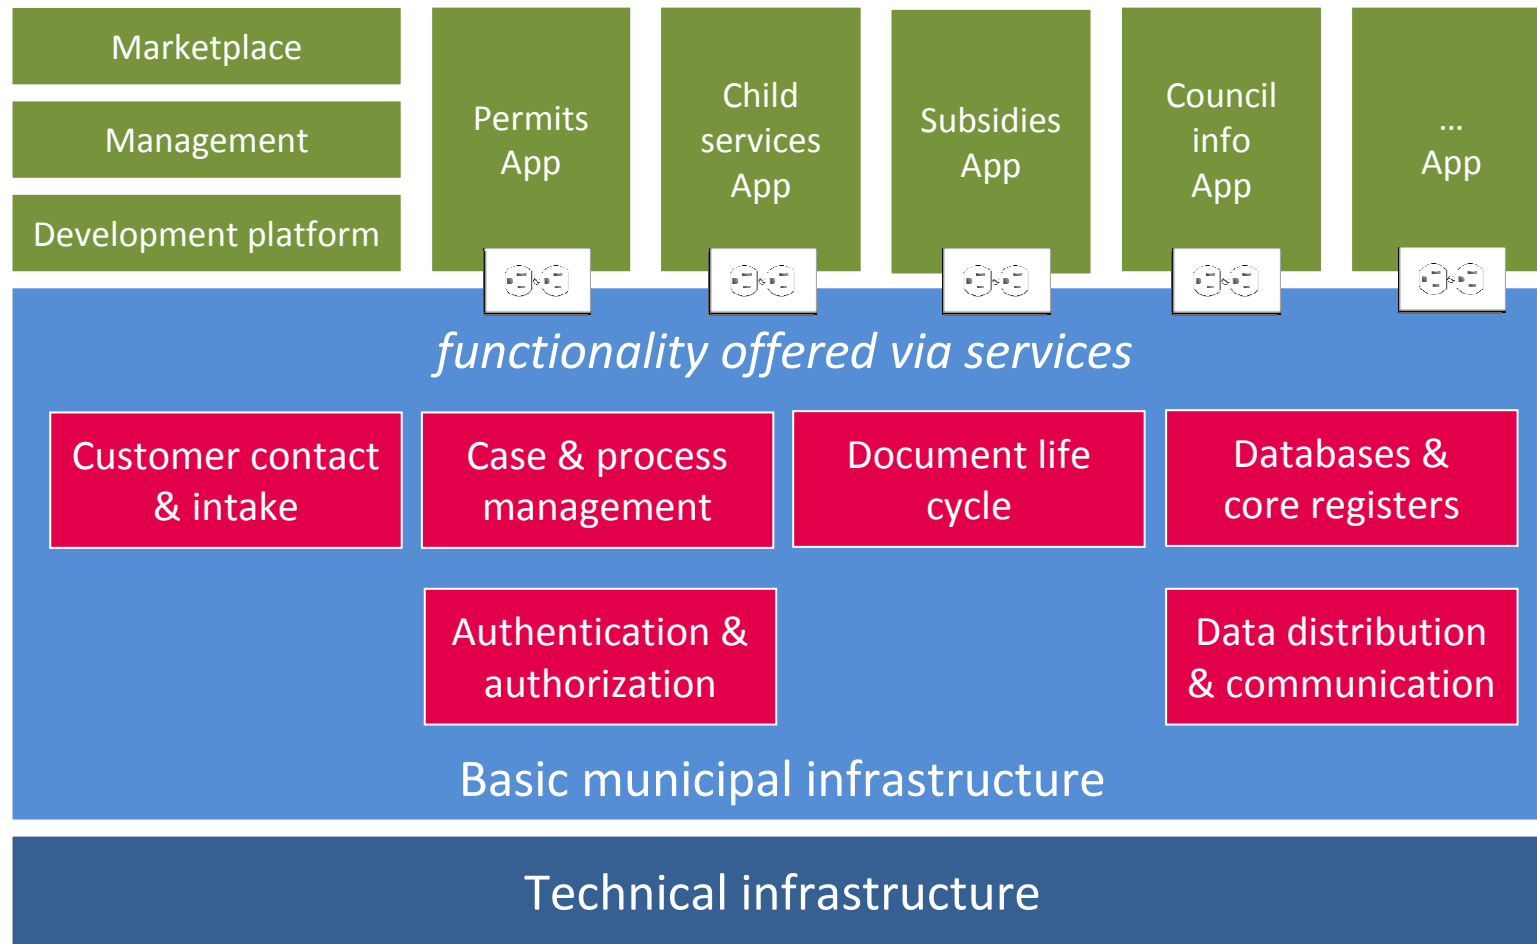 Marketplace
Management
Development platform
Permits
App
Child
services
App
Subsidies
App
Council
info
App
...
App
functionality offered via services
Customer contact
& intake
Case & process
management
Document life
cycle
Databases &
core registers
Authentication &
authorization
Data distribution
& communication
Basic municipal infrastructure
Technical infrastructure